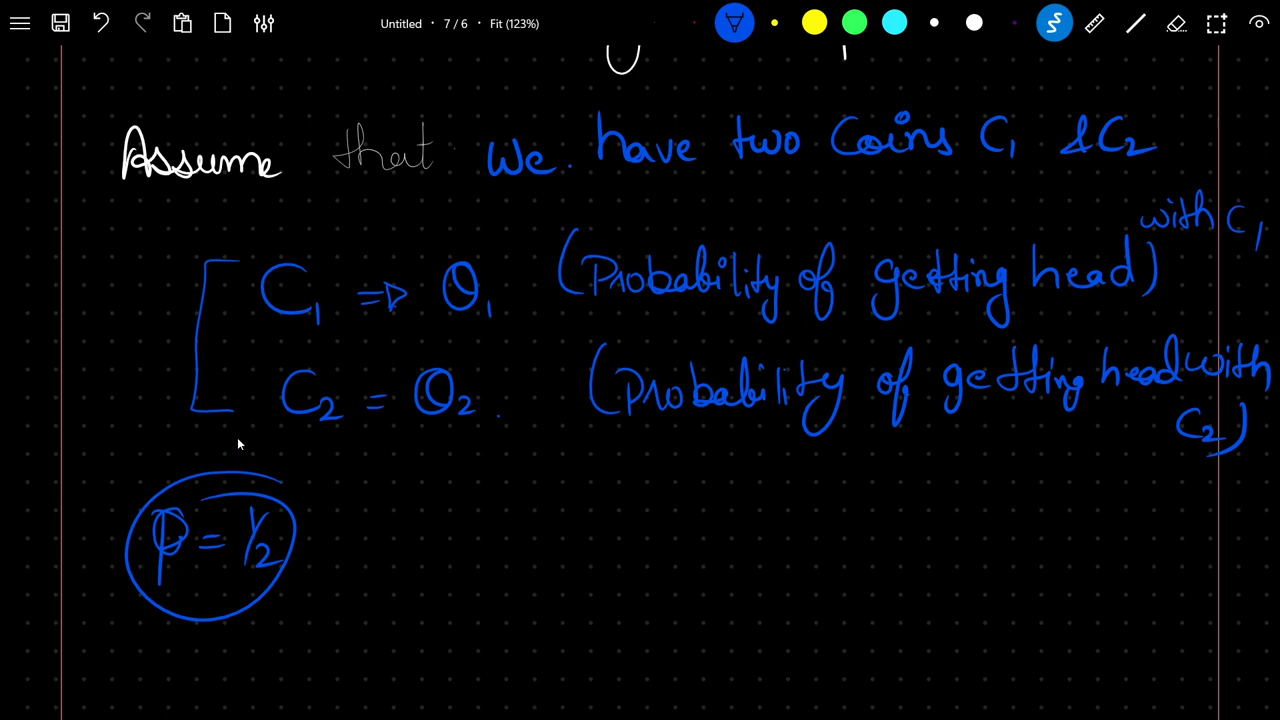 Untitled • 7 / 6 • Fit (123%)
Assume that we. have two Coins C1 & C2
C1 ⇒ θ1 (Probability of getting head) with C1
C2 = θ2. (Probability of getting head with
C2)
P = 1/2